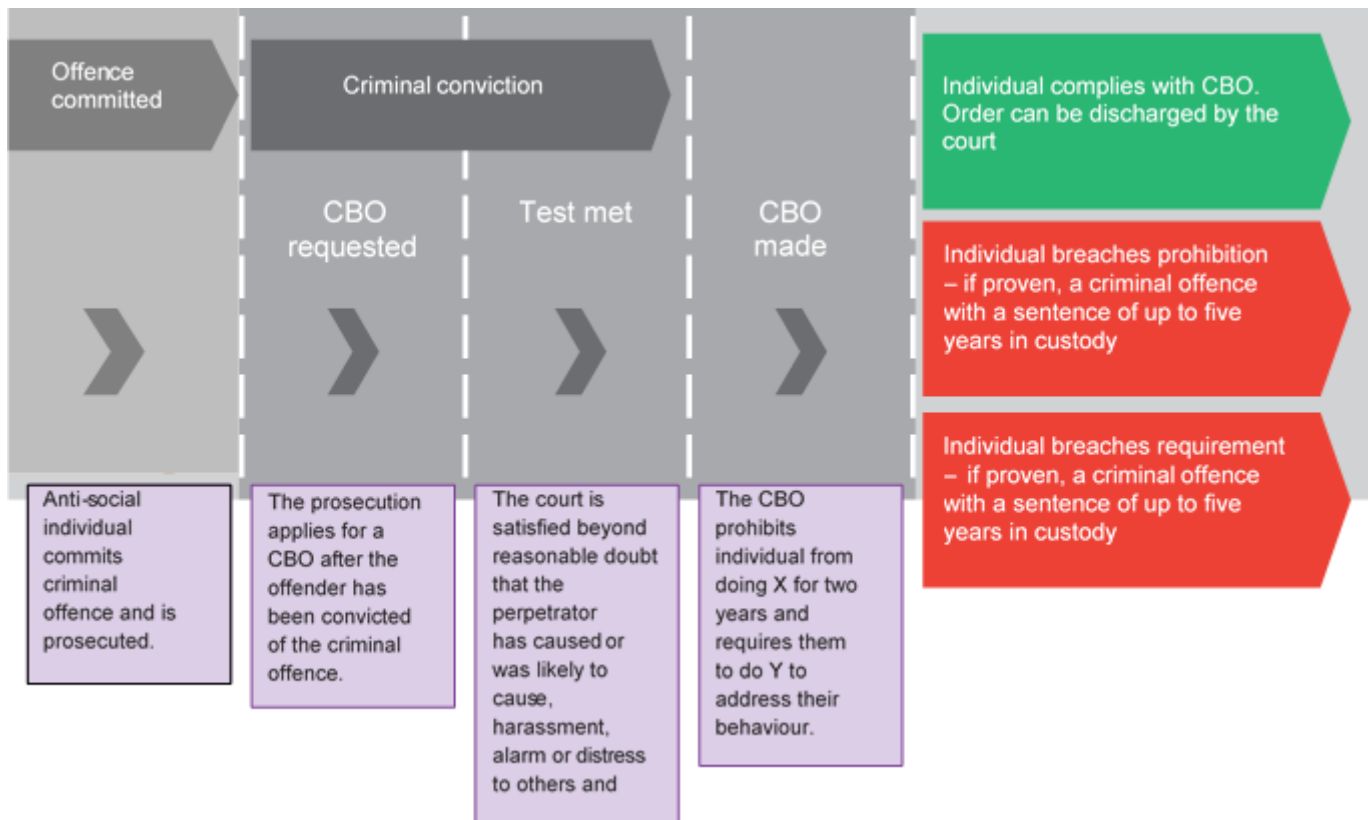 Offence
committed
Criminal conviction
CBO
requested
Test met
CBO
made
Individual complies with CBO.
Order can be discharged by the
court
Individual breaches prohibition
– if proven, a criminal offence
with a sentence of up to five
years in custody
Individual breaches requirement
– if proven, a criminal offence
with a sentence of up to five
years in custody
Anti-social
individual
commits
criminal
offence and is
prosecuted.
The prosecution
applies for a
CBO after the
offender has
been convicted
of the criminal
offence.
The court is
satisfied beyond
reasonable doubt
that the
perpetrator
has caused or
was likely to
cause,
harassment,
alarm or distress
to others and
The CBO
prohibits
individual from
doing X for two
years and
requires them
to do Y to
address their
behaviour.